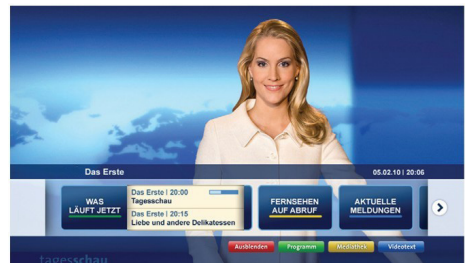 Das Erste
05.02.10 | 20:06
WAS
LÄUFT JETZT
Das Erste | 20:00
Tagesschau
Das Erste | 20:15
Liebe und andere Delikatessen
FERNSEHEN
AUF ABRUF
AKTUELLE
MELDUNGEN
Ausblenden
Programm
Mediathek
Videotext
tagesschau